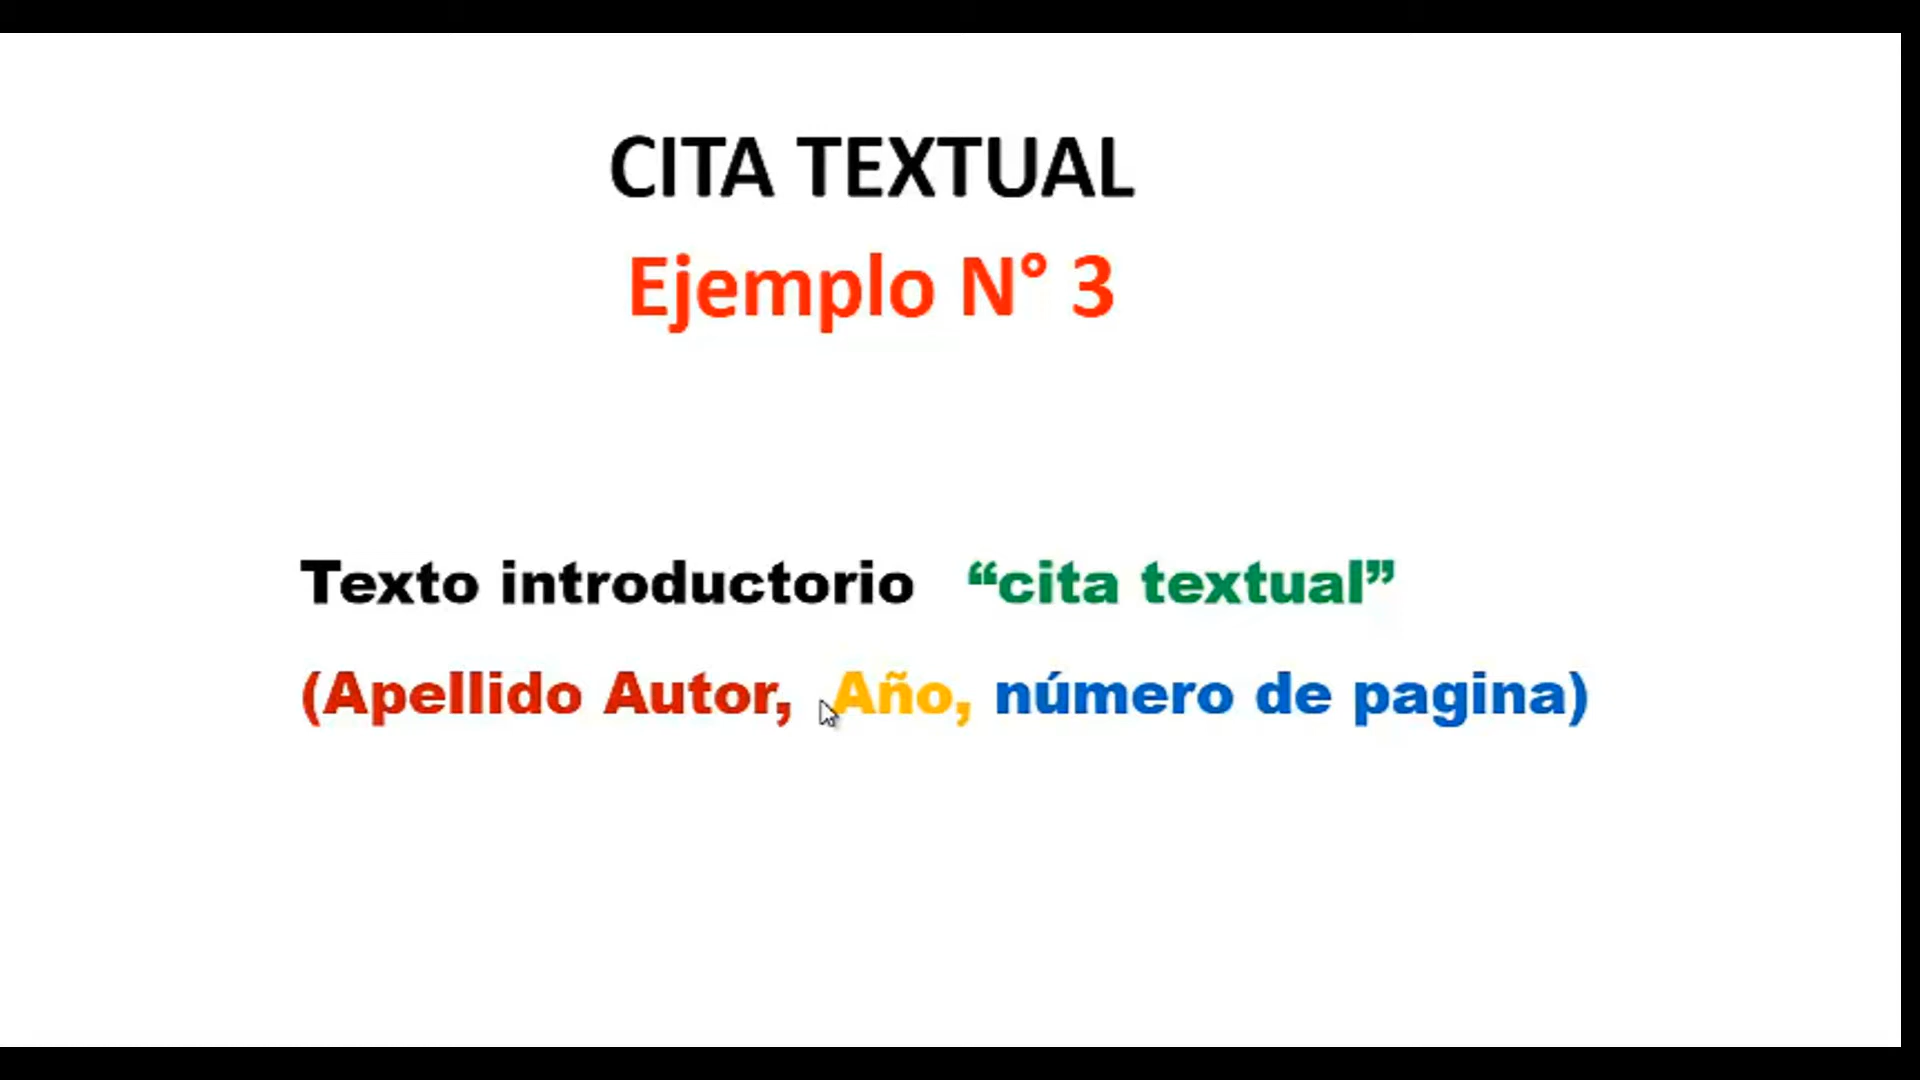 CITA TEXTUAL
Ejemplo N° 3
Texto introductorio “cita textual”
(Apellido Autor, Año, número de pagina)